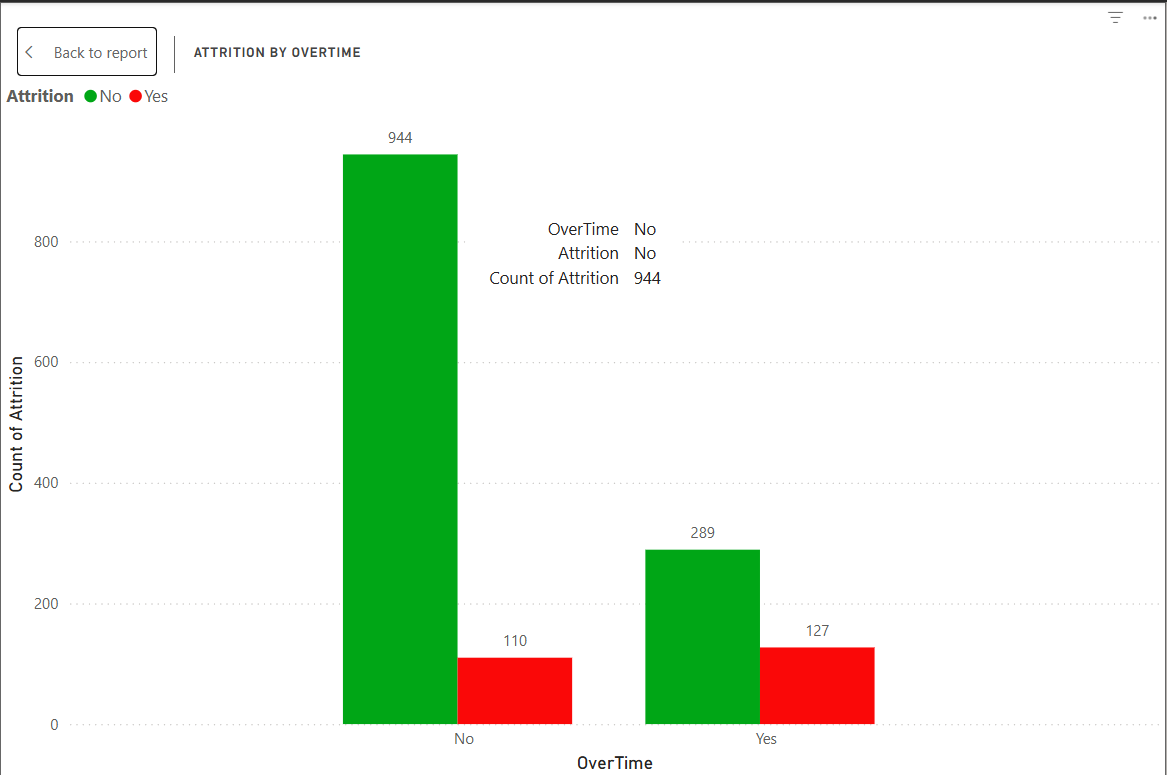 Back to report
ATTRITION BY OVERTIME
Attrition No Yes
944
OverTime No
Attrition No
Count of Attrition 944
800
600
400
200
0
Count of Attrition
289
110
127
No
Yes
OverTime